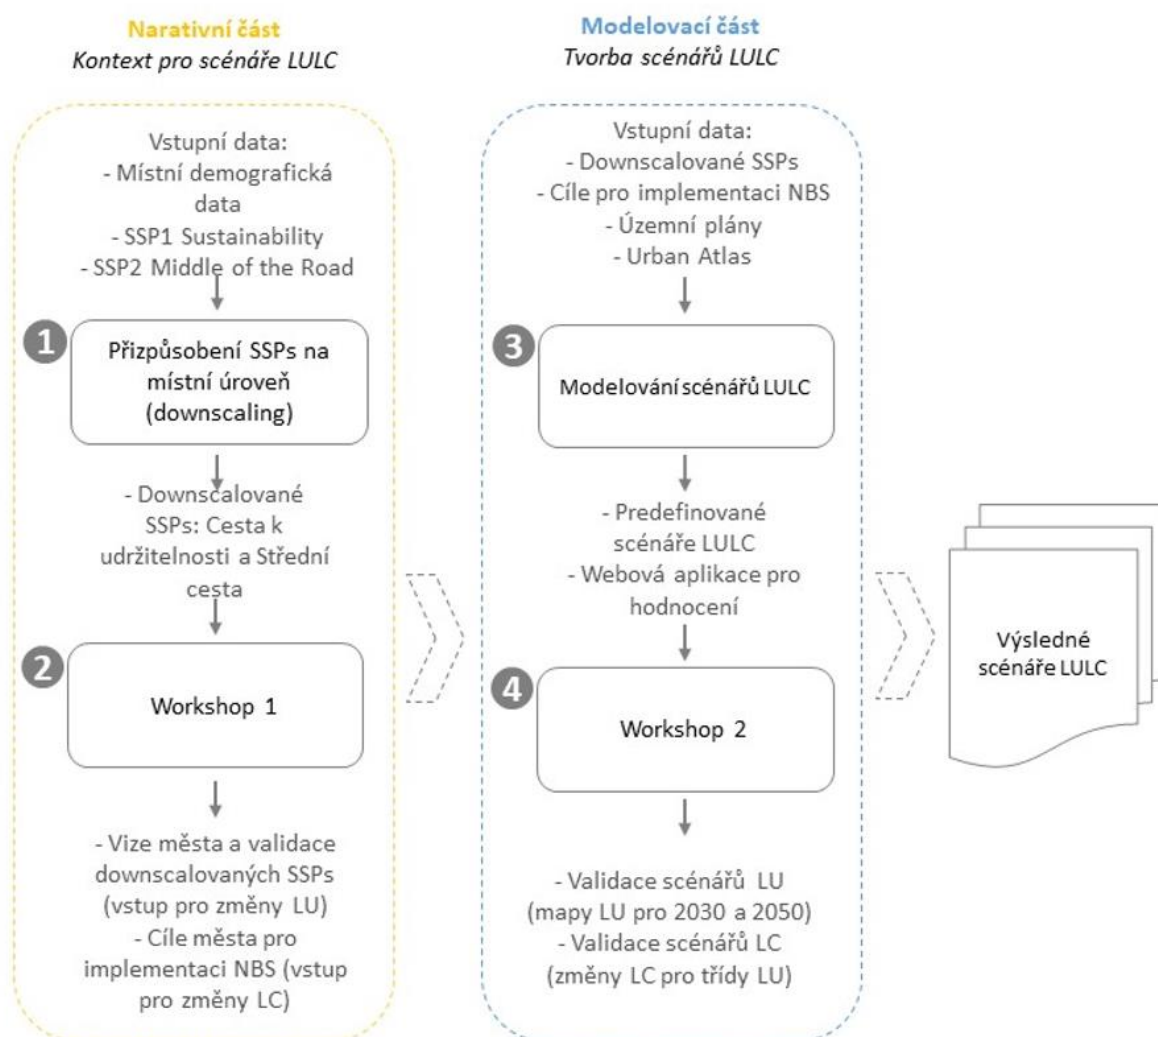 Narativní část
Kontext pro scénáře LULC
Vstupní data:
- Místní demografická
data
- SSP1 Sustainability
- SSP2 Middle of the Road
1
Přizpůsobení SSPs na
místní úroveň
(downscaling)
- Downscalované
SSPs: Cesta k
udržitelnosti a Střední
cesta
2
Workshop 1
- Vize města a validace
downscalovaných SSPs
(vstup pro změny LU)
- Cíle města pro
implementaci NBS (vstup
pro změny LC)
Modelovací část
Tvorba scénářů LULC
Vstupní data:
- Downscalované SSPs
- Cíle pro implementaci NBS
- Územní plány
- Urban Atlas
3
Modelování scénářů LULC
- Predefinované
scénáře LULC
- Webová aplikace pro
hodnocení
4
Workshop 2
- Validace scénářů LU
(mapy LU pro 2030 a 2050)
- Validace scénářů LC
(změny LC pro třídy LU)
Výsledné
scénáře LULC